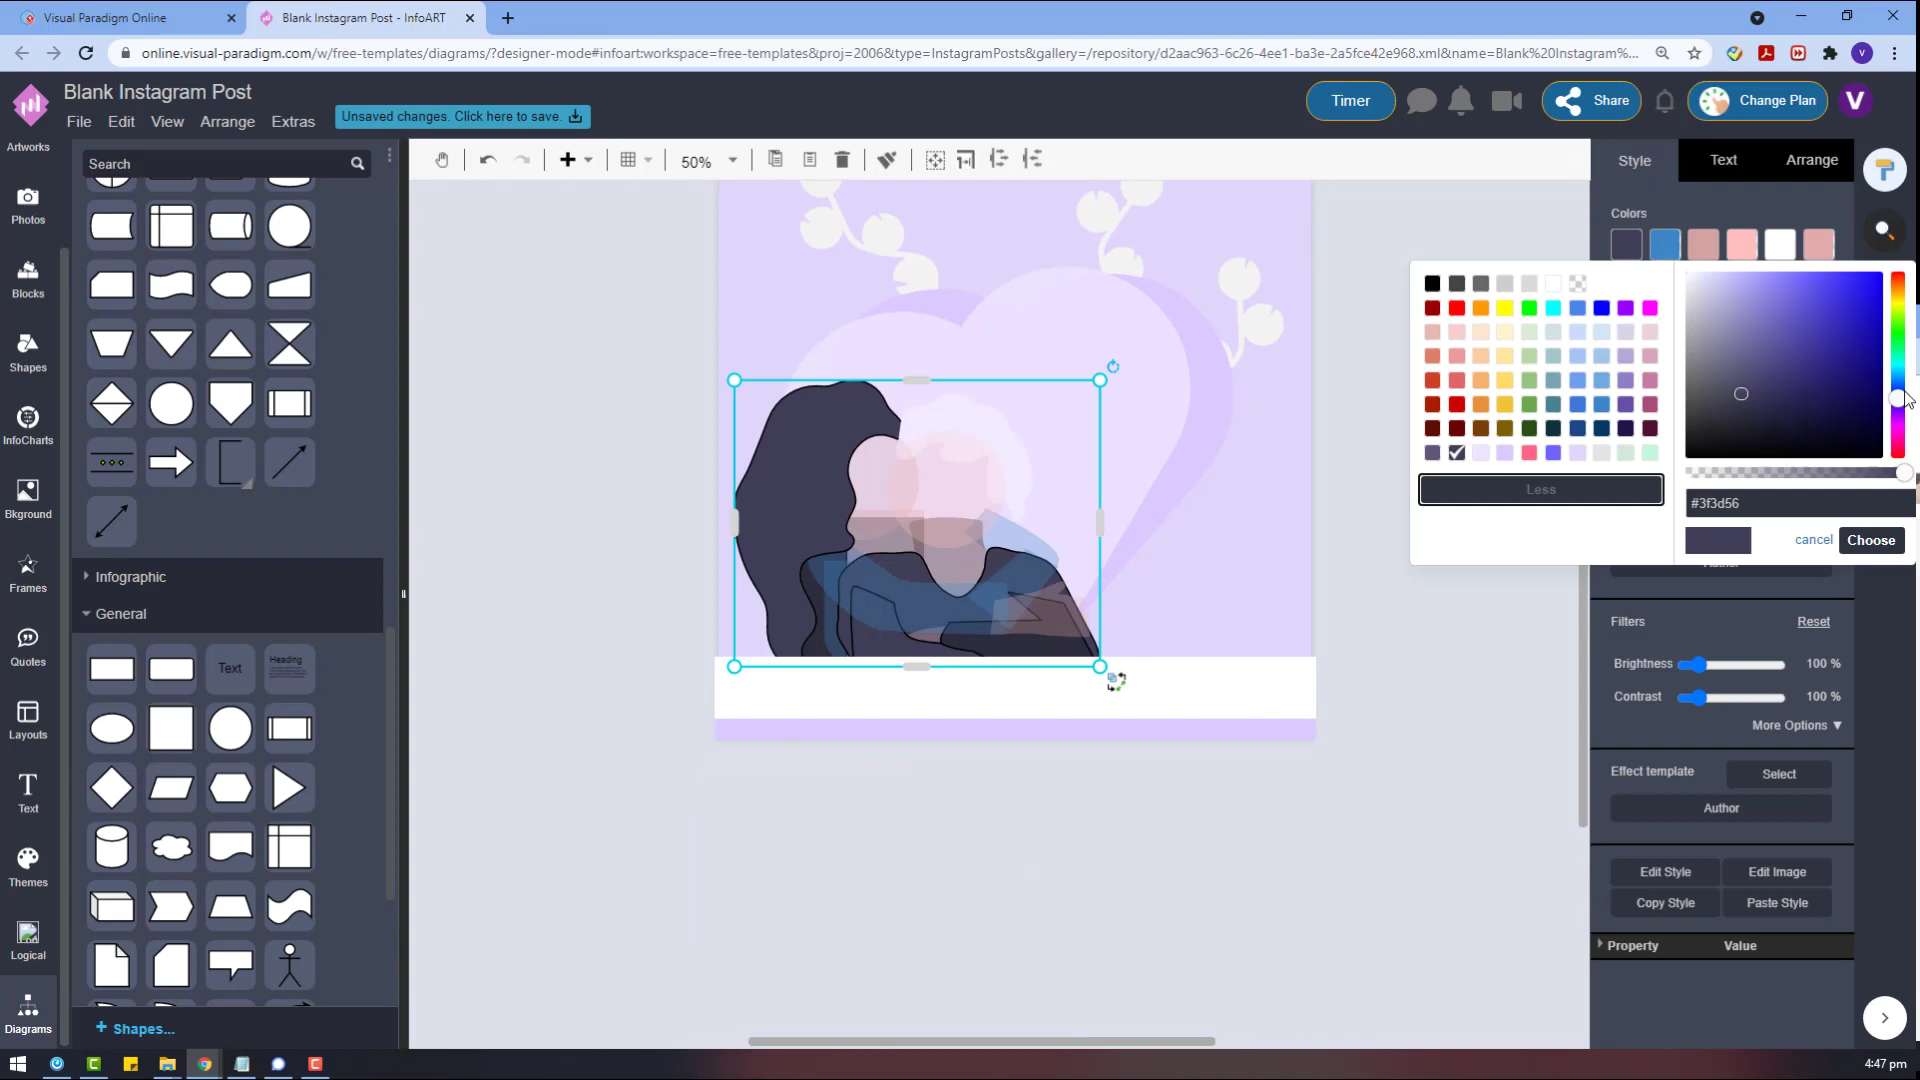 Visual Paradigm Online
Blank Instagram Post - InfoART
online.visual-paradigm.com/w/free-templates/diagrams/?designer-mode#infoart:workspace=free-templates&proj=2006&type=InstagramPosts&gallery=/repository/d2aac963-6c26-4ee1-ba3e-2a5fce42e968.xml&name=Blank%20Instagram%...
V
Blank Instagram Post
File Edit View Arrange Extras
Unsaved changes. Click here to save.
Timer
Share
Change Plan
V
Artworks
Photos
Blocks
Shapes
InfoCharts
Bkground
Frames
Quotes
Layouts
Text
Themes
Logical
Diagrams
Search
Infographic
General
Text
Heading
+ Shapes...
50%
Style Text Arrange
Colors
Less
#3f3d56
cancel Choose
Filters Reset
Brightness 100 %
Contrast 100 %
More Options ▼
Effect template Select
Author
Edit Style Edit Image
Copy Style Paste Style
Property Value
4:47 pm